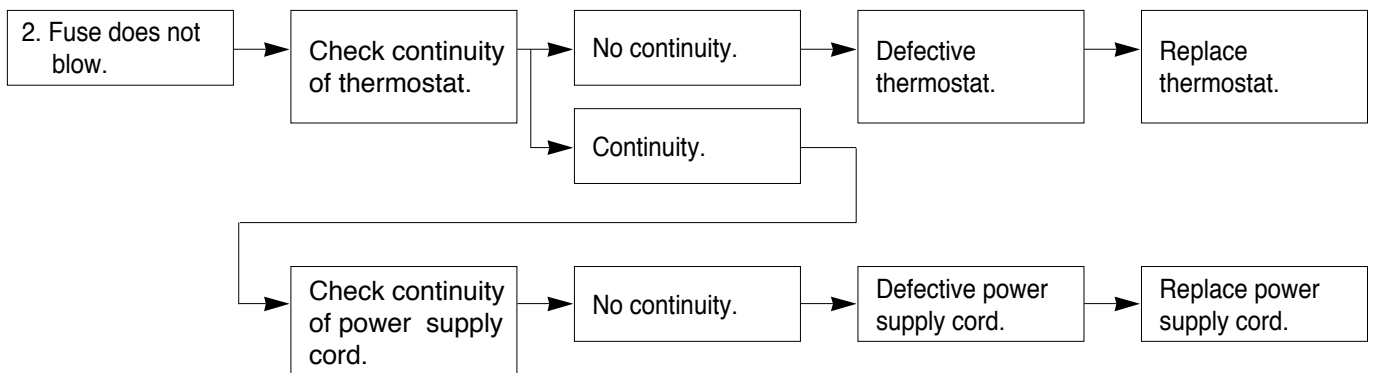 2. Fuse does not
blow.
Check continuity
of thermostat.
No continuity.
Defective
thermostat.
Replace
thermostat.
Continuity.
Check continuity
of power supply
cord.
No continuity.
Defective power
supply cord.
Replace power
supply cord.